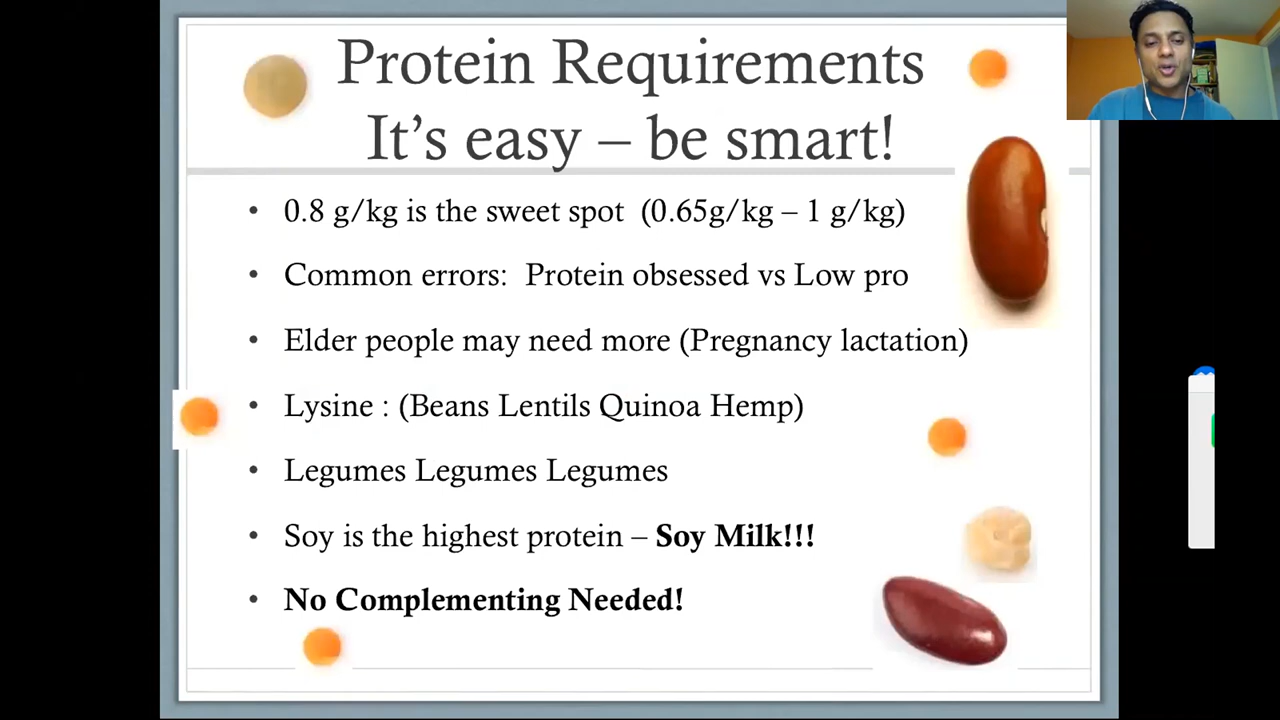 Protein Requirements
It’s easy – be smart!
• 0.8 g/kg is the sweet spot (0.65g/kg – 1 g/kg)
• Common errors: Protein obsessed vs Low pro
• Elder people may need more (Pregnancy lactation)
• Lysine : (Beans Lentils Quinoa Hemp)
• Legumes Legumes Legumes
• Soy is the highest protein – Soy Milk!!!
• No Complementing Needed!